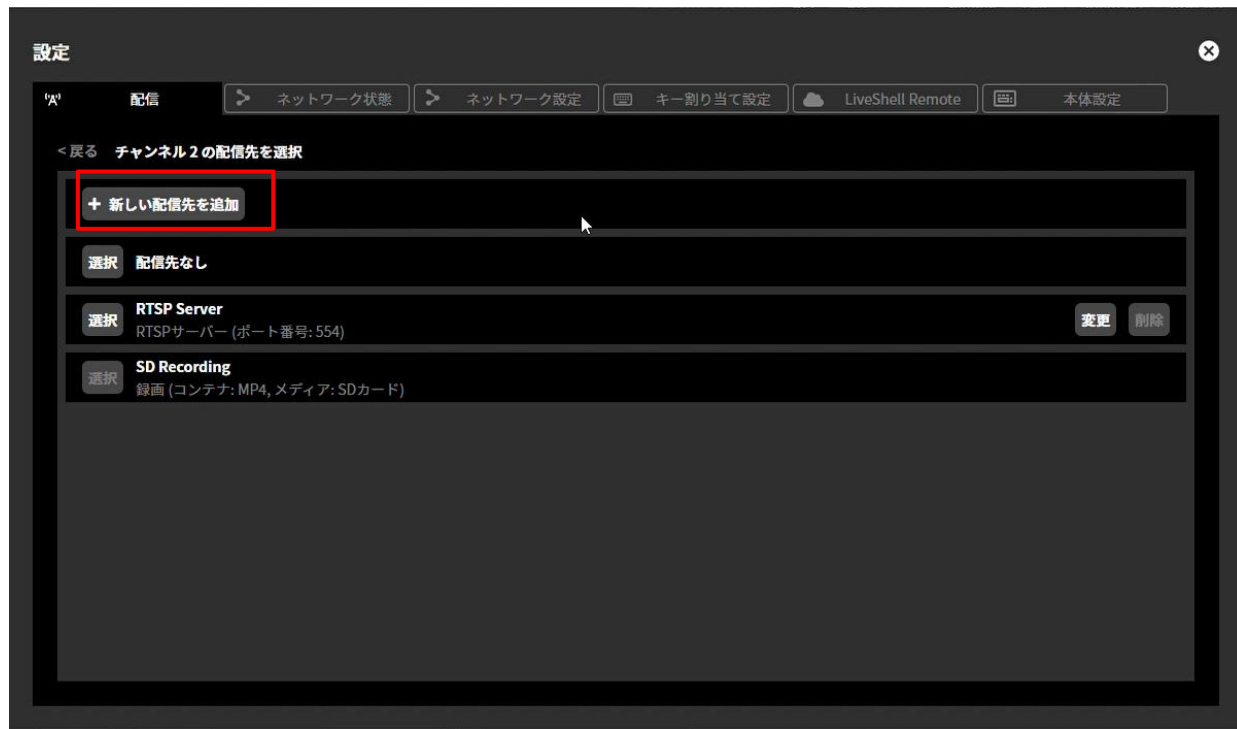 設定
配信 ネットワーク状態 ネットワーク設定 キー割り当て設定 LiveShell Remote 本体設定
<戻る チャンネル 2 の配信先を選択
+ 新しい配信先を追加
選択 配信先なし
選択 RTSP Server
RTSPサーバー (ポート番号: 554)
変更 削除
選択 SD Recording
録画 (コンテナ: MP4, メディア: SDカード)